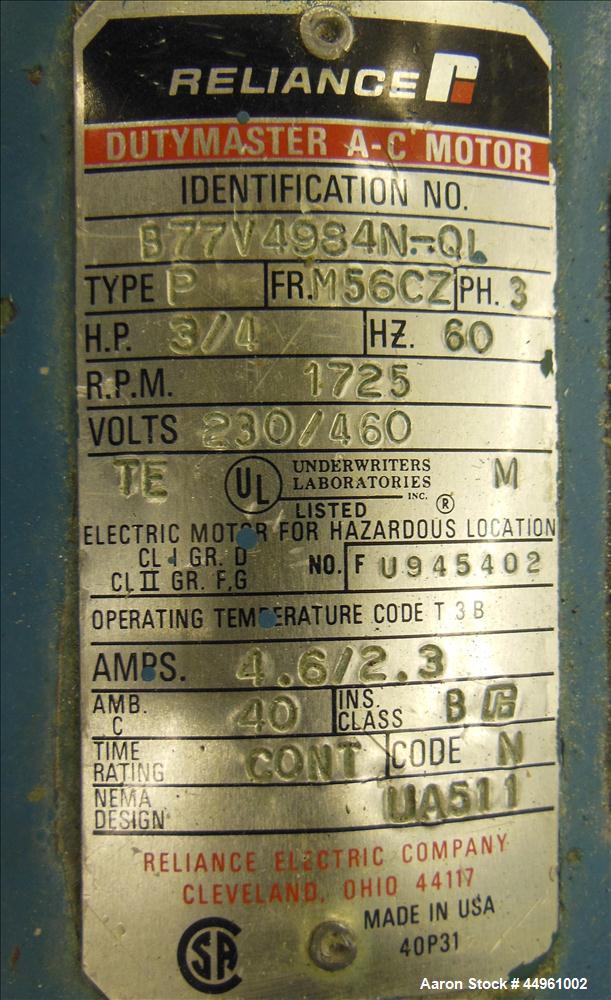 RELIANCE
DUTYMASTER A-C MOTOR
IDENTIFICATION NO.
B77V4984N-QL
TYPE P FR. M56CZ PH. 3
H.P. 3/4 HZ. 60
R.P.M. 1725
VOLTS 230/460
TE UL UNDERWRITERS LABORATORIES INC. M
LISTED ®
ELECTRIC MOTOR FOR HAZARDOUS LOCATION
CL I GR. D
CL II GR. F,G NO. F U945402
OPERATING TEMPERATURE CODE T 3B
AMPS. 4.6/2.3
AMB. C 40 INS. CLASS B
TIME RATING CONT CODE N
NEMA DESIGN UA511
RELIANCE ELECTRIC COMPANY
CLEVELAND, OHIO 44117
MADE IN USA
SA 40P31
Aaron Stock # 44961002